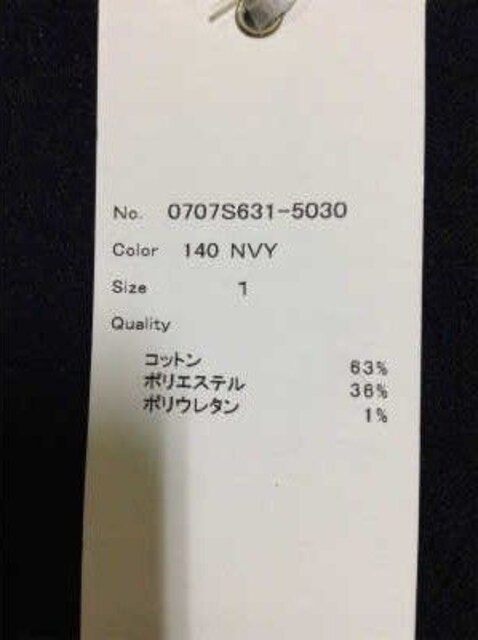 No. 0707S631-5030
Color 140 NVY
Size 1
Quality
コットン 63%
ポリエステル 36%
ポリウレタン 1%